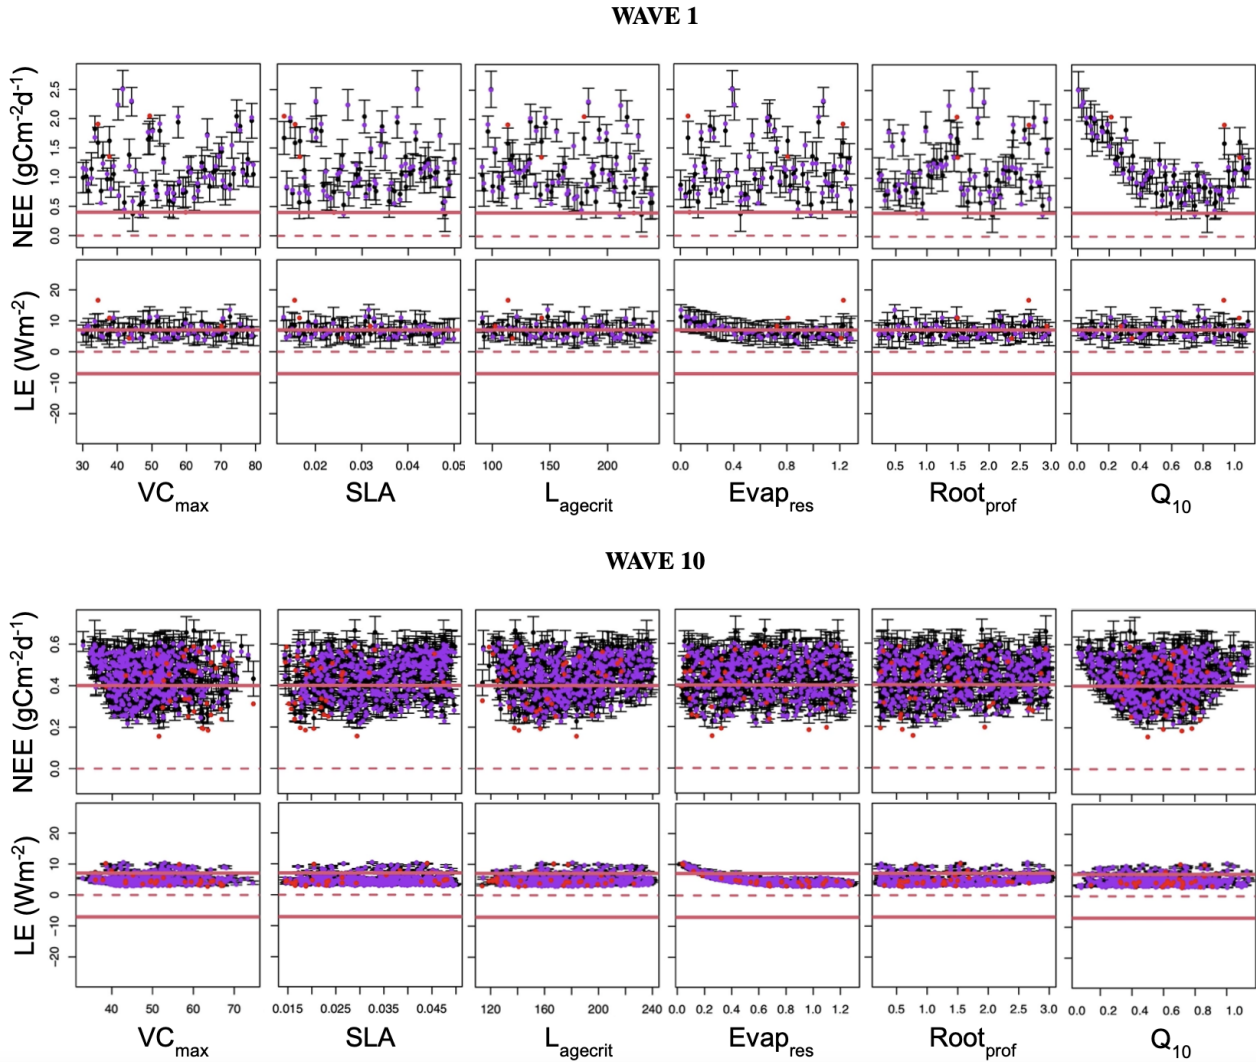 WAVE 1
NEE (gCm⁻²d⁻¹)
2.5
2.0
1.5
1.0
0.5
0.0
LE (Wm⁻²)
20
10
0
−10
−20
30 40 50 60 70 80
0.02 0.03 0.04 0.05
100 150 200
0.0 0.4 0.8 1.2
0.5 1.0 1.5 2.0 2.5 3.0
0.0 0.2 0.4 0.6 0.8 1.0
VCmax SLA Lagecrit Evapres Rootprof Q10
WAVE 10
NEE (gCm⁻²d⁻¹)
0.6
0.4
0.2
0.0
LE (Wm⁻²)
20
10
0
−10
−20
40 50 60 70
0.015 0.025 0.035 0.045
120 160 200 240
0.0 0.2 0.4 0.6 0.8 1.0 1.2
0.5 1.0 1.5 2.0 2.5 3.0
0.0 0.2 0.4 0.6 0.8 1.0
VCmax SLA Lagecrit Evapres Rootprof Q10